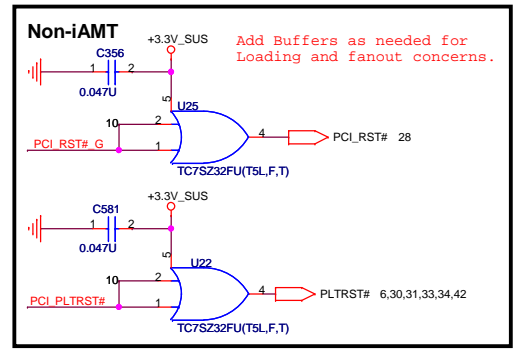 Non-iAMT
+3.3V_SUS
Add Buffers as needed for
Loading and fanout concerns.
C356
1 2
0.047U
5
U25
10
2
4
PCI_RST# 28
PCI_RST#_G
1
TC7SZ32FU(T5L,F,T)
+3.3V_SUS
C581
1 2
0.047U
5
U22
10
2
4
PLTRST# 6,30,31,33,34,42
PCI_PLTRST#
1
TC7SZ32FU(T5L,F,T)